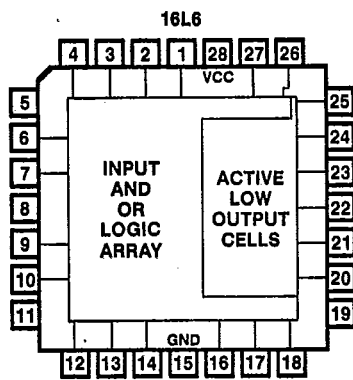 16L6
4 3 2 1 28 27 26
VCC
5
6
7
8
9
10
11
INPUT
AND
OR
LOGIC
ARRAY
ACTIVE
LOW
OUTPUT
CELLS
25
24
23
22
21
20
19
GND
12 13 14 15 16 17 18